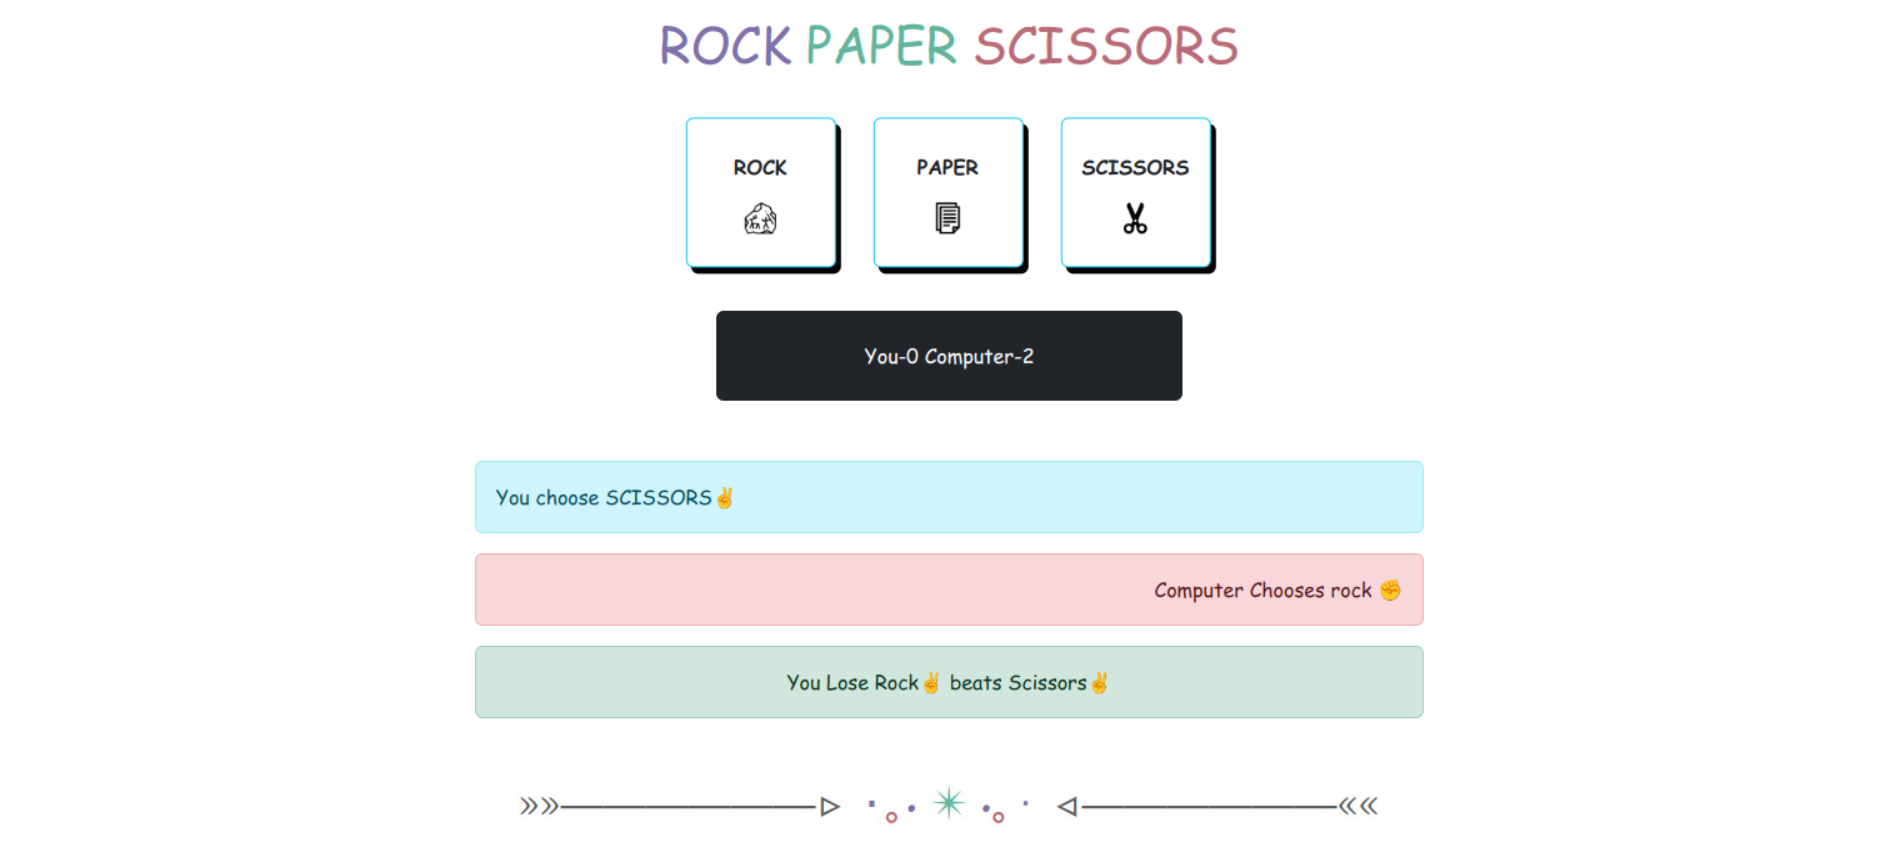 ROCK PAPER SCISSORS
ROCK
PAPER
SCISSORS
You-0 Computer-2
You choose SCISSORS✌
Computer Chooses rock ✊
You Lose Rock✌ beats Scissors✌